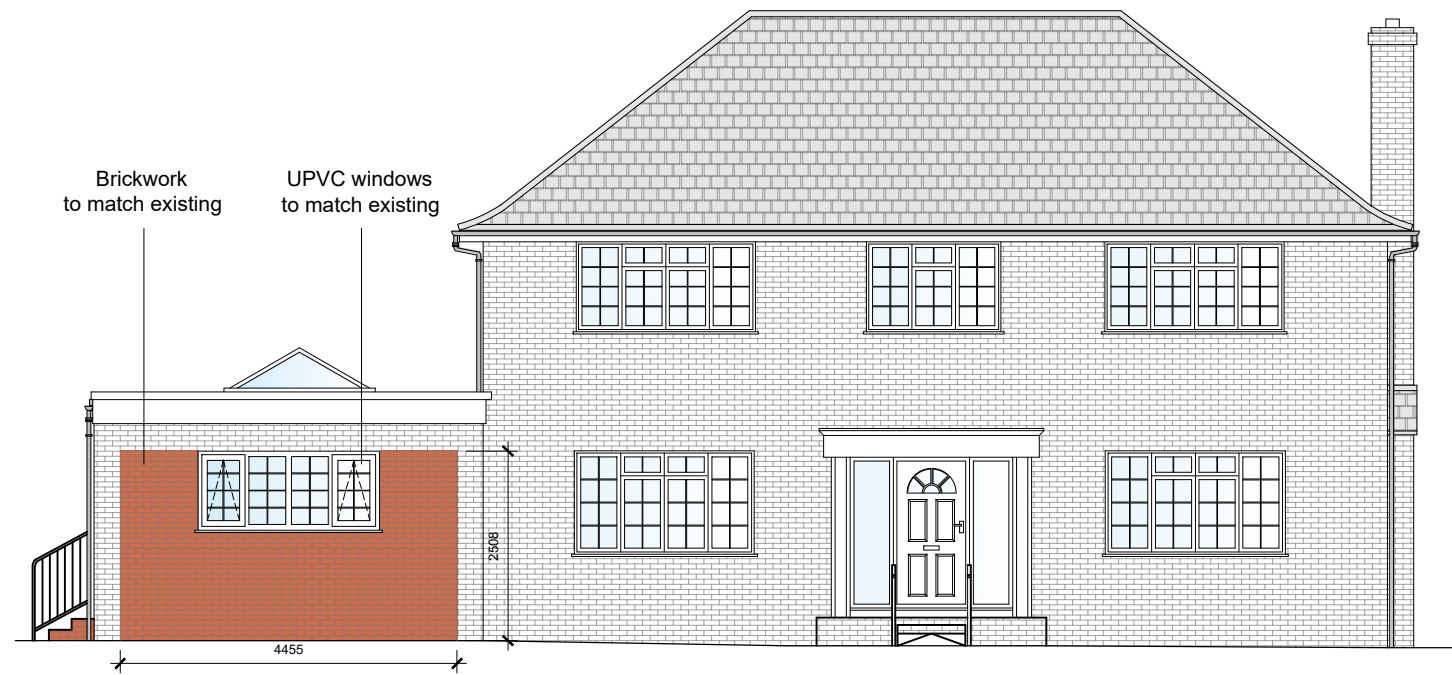 Brickwork
to match existing
UPVC windows
to match existing
2508
4455